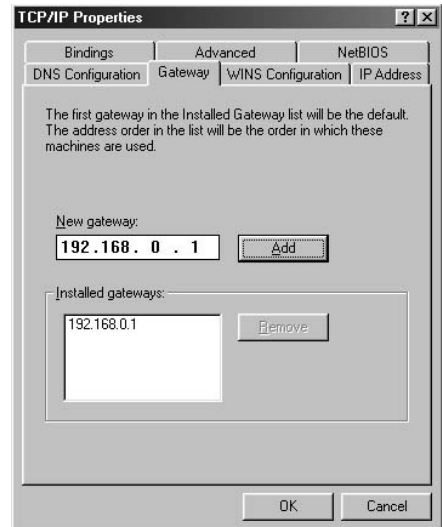 TCP/IP Properties
? X
Bindings Advanced NetBIOS
DNS Configuration Gateway WINS Configuration IP Address
The first gateway in the Installed Gateway list will be the default.
The address order in the list will be the order in which these
machines are used.
New gateway:
192.168. 0 . 1 Add
Installed gateways:
192.168.0.1 Remove
OK Cancel